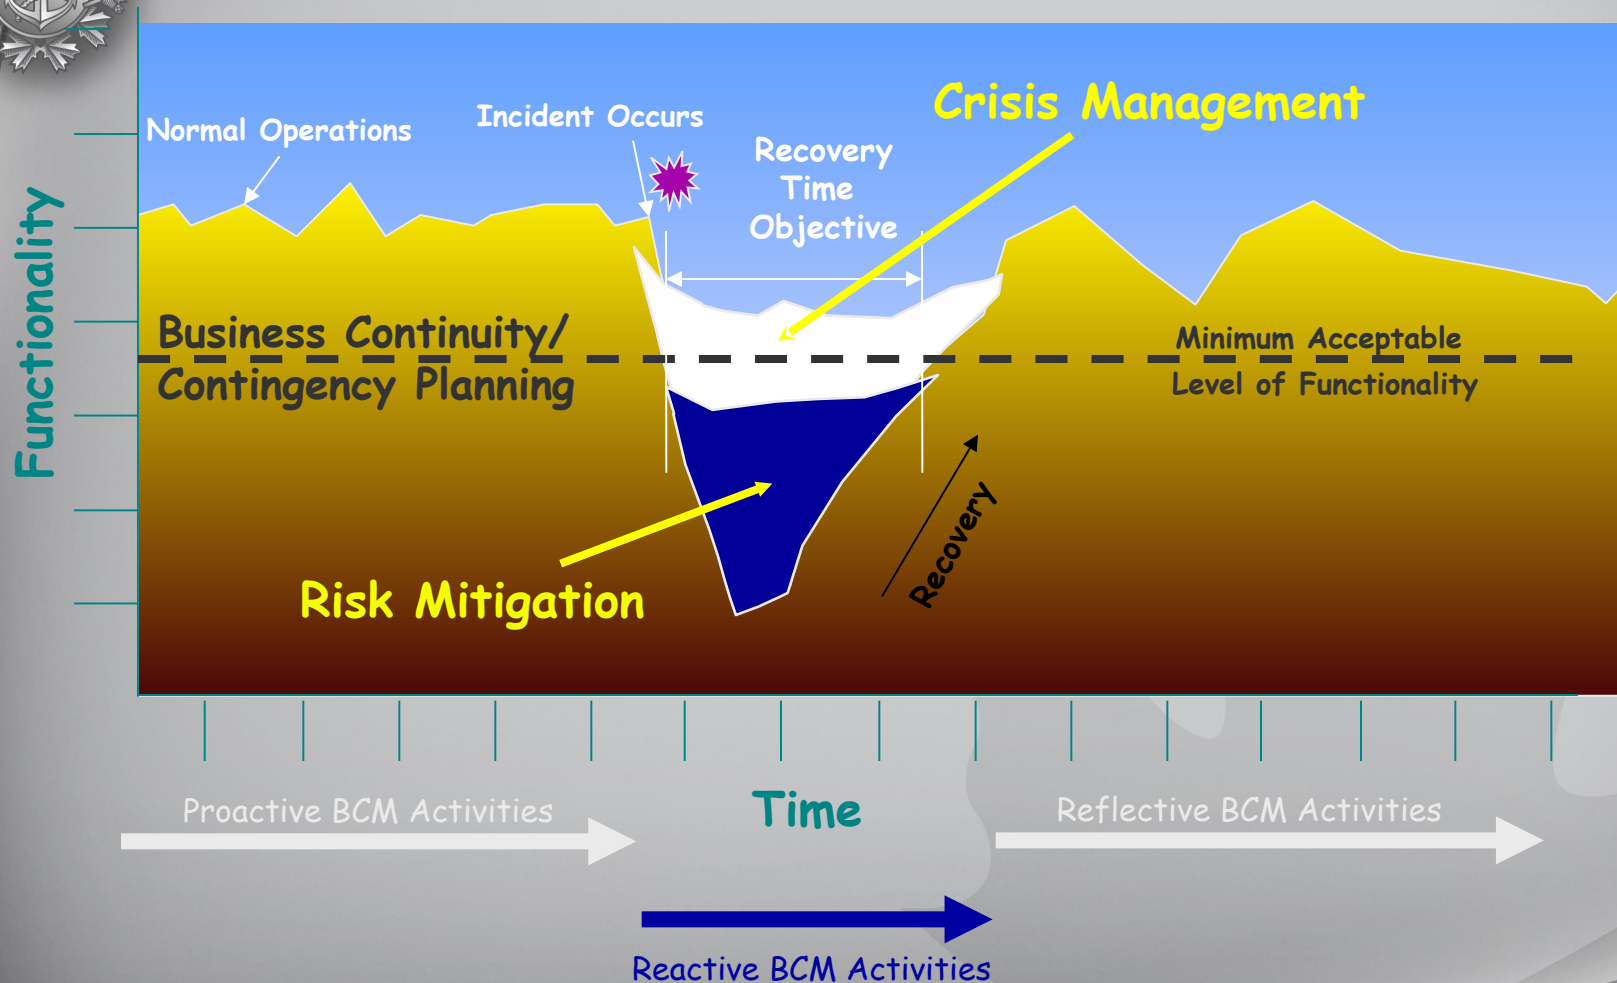 Crisis Management
Normal Operations
Incident Occurs
Recovery
Time
Objective
Functionality
Business Continuity/
Contingency Planning
Minimum Acceptable
Level of Functionality
Recovery
Risk Mitigation
Proactive BCM Activities
Time
Reflective BCM Activities
Reactive BCM Activities